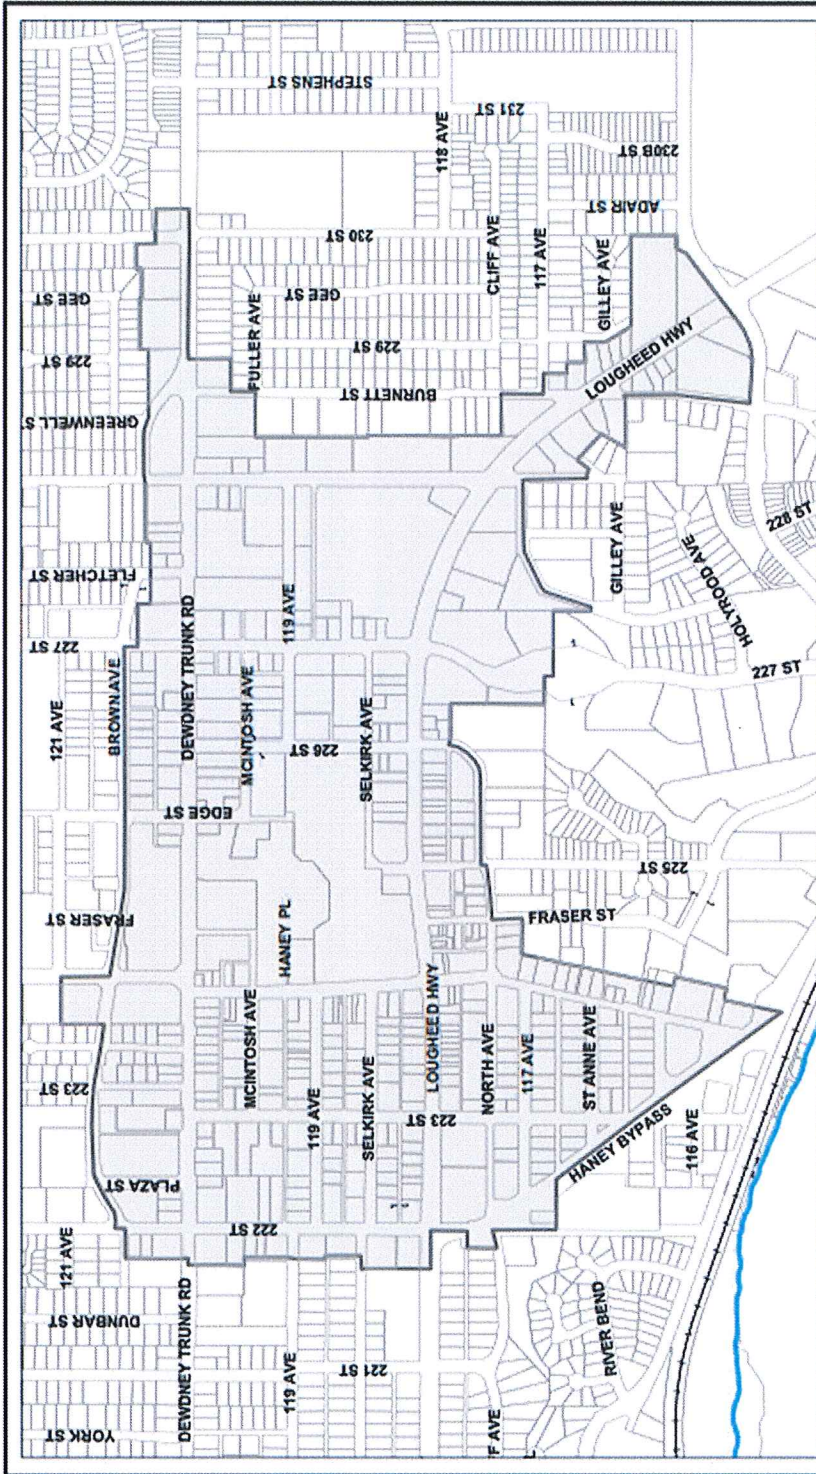 STEPHENS ST
231 ST
118 AVE
230B ST
ADAIR ST
230 ST
CLIFF AVE
117 AVE
GILLEY AVE
GEE ST
GEE ST
FULLER AVE
229 ST
229 ST
BURNETT ST
LOUGHEED HWY
GREENWELL ST
228 ST
GILLEY AVE
HOLYROOD AVE
FLETCHER ST
119 AVE
227 ST
DEWDNEY TRUNK RD
227 ST
121 AVE
BROWN AVE
MCINTOSH AVE
226 ST
SELKIRK AVE
EDGE ST
225 ST
FRASER ST
FRASER ST
HANEY PL
MCINTOSH AVE
LOUGHEED HWY
NORTH AVE
117 AVE
ST ANNE AVE
223 ST
119 AVE
SELKIRK AVE
223 ST
HANEY BYPASS
116 AVE
PLAZA ST
222 ST
121 AVE
DUNBAR ST
DEWDNEY TRUNK RD
RIVER BEND
119 AVE
221 ST
F AVE
YORK ST